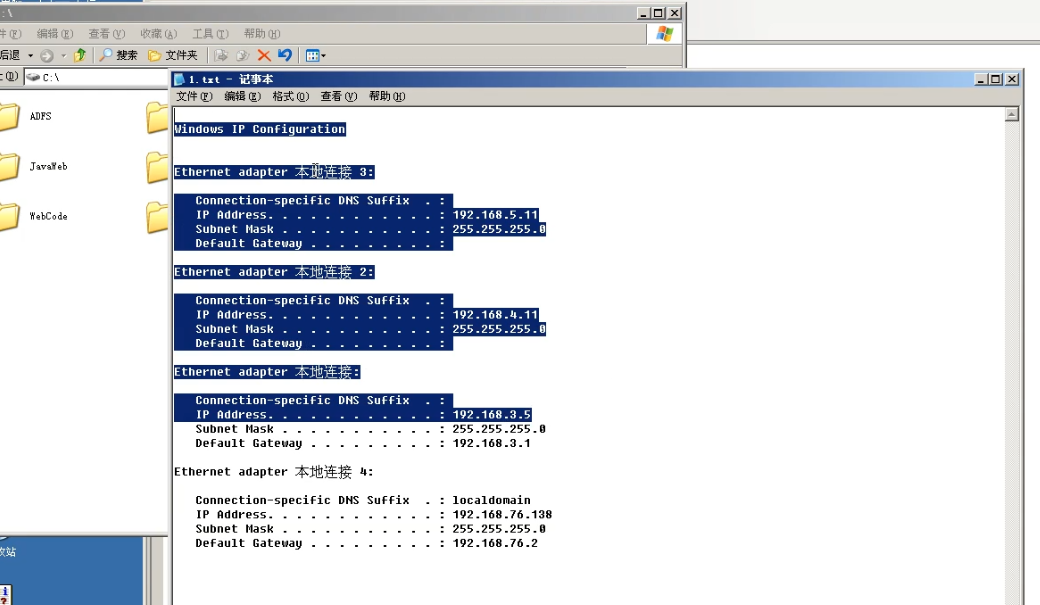 :\
件(F) 编辑(E) 查看(V) 收藏(A) 工具(T) 帮助(H)
后退 搜索 文件夹
(D) C:\
ADFS
JavaWeb
WebCode
收站
1.txt - 记事本
文件(F) 编辑(E) 格式(O) 查看(V) 帮助(H)
Windows IP Configuration
Ethernet adapter 本地连接 3:
Connection-specific DNS Suffix  . :
IP Address. . . . . . . . . . . . : 192.168.5.11
Subnet Mask . . . . . . . . . . . : 255.255.255.0
Default Gateway . . . . . . . . . :
Ethernet adapter 本地连接 2:
Connection-specific DNS Suffix  . :
IP Address. . . . . . . . . . . . : 192.168.4.11
Subnet Mask . . . . . . . . . . . : 255.255.255.0
Default Gateway . . . . . . . . . :
Ethernet adapter 本地连接:
Connection-specific DNS Suffix  . :
IP Address. . . . . . . . . . . . : 192.168.3.5
Subnet Mask . . . . . . . . . . . : 255.255.255.0
Default Gateway . . . . . . . . . : 192.168.3.1
Ethernet adapter 本地连接 4:
Connection-specific DNS Suffix  . : localdomain
IP Address. . . . . . . . . . . . : 192.168.76.138
Subnet Mask . . . . . . . . . . . : 255.255.255.0
Default Gateway . . . . . . . . . : 192.168.76.2